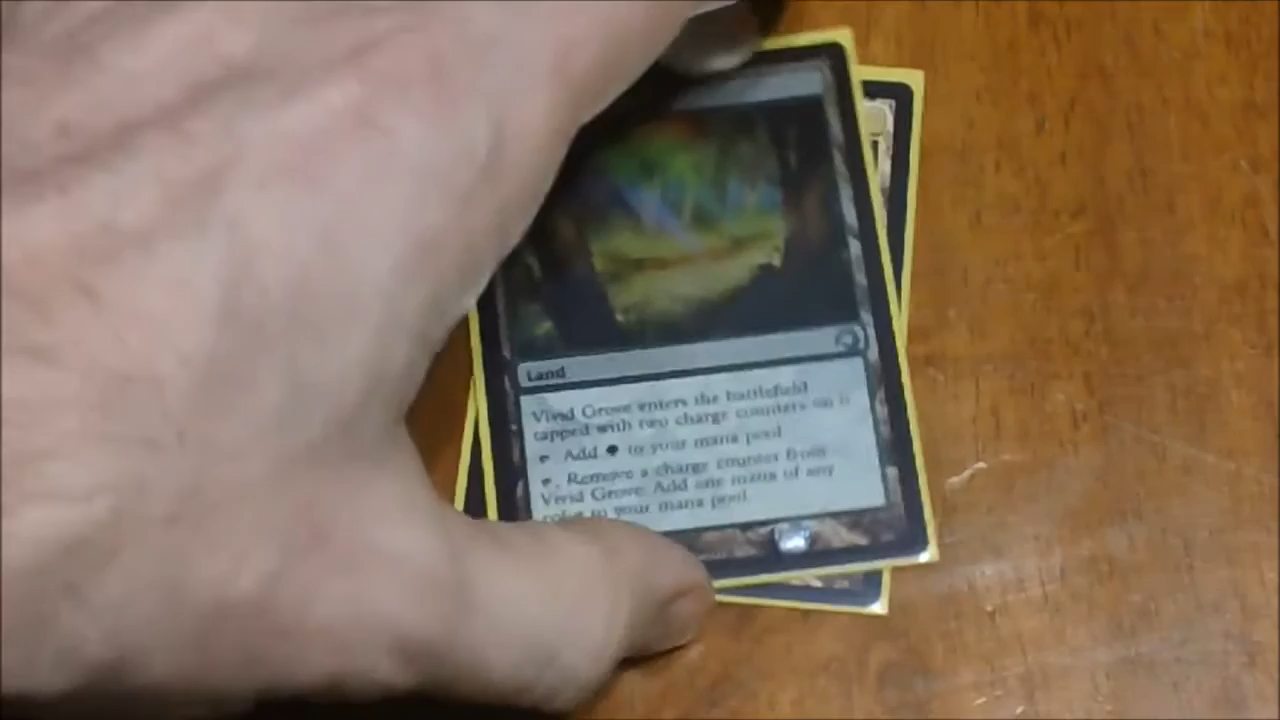 Land
Vivid Grove enters the battlefield
tapped with two charge counters on it
Add to your mana pool
, Remove a charge counter from
Vivid Grove: Add one mana of any
color to your mana pool.